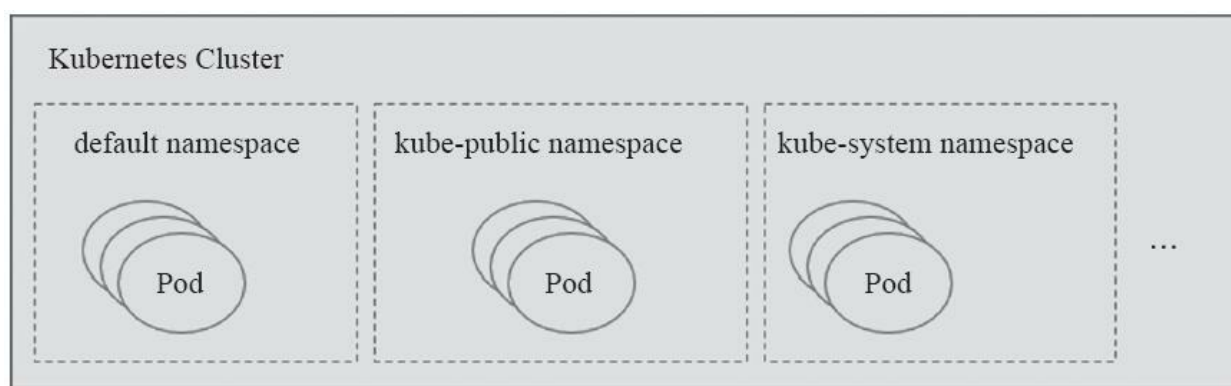 Kubernetes Cluster
default namespace
kube-public namespace
kube-system namespace
Pod
Pod
Pod
...